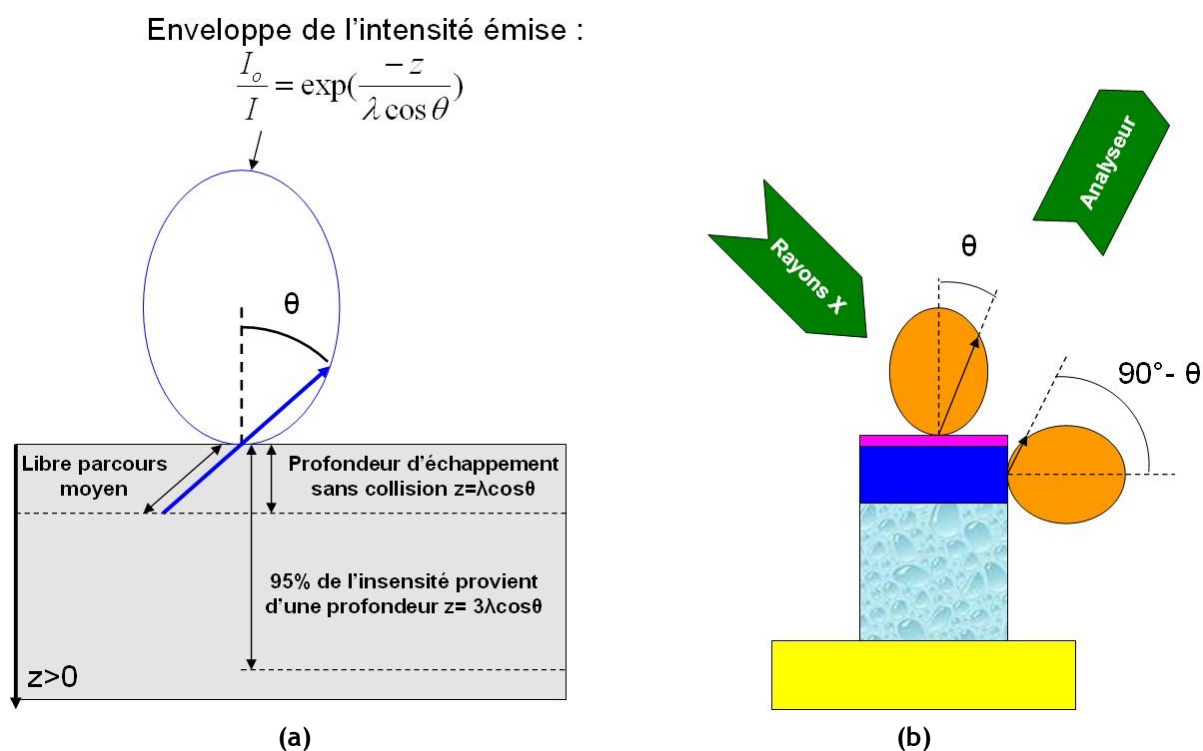 Enveloppe de l'intensité émise :
I_o / I = exp(-z / λ cos θ)
θ
Libre parcours
moyen
Profondeur d'échappement
sans collision z=λcosθ
95% de l'insensité provient
d'une profondeur z= 3λcosθ
z>0
(a)
Rayons X
Analyseur
θ
90°- θ
(b)